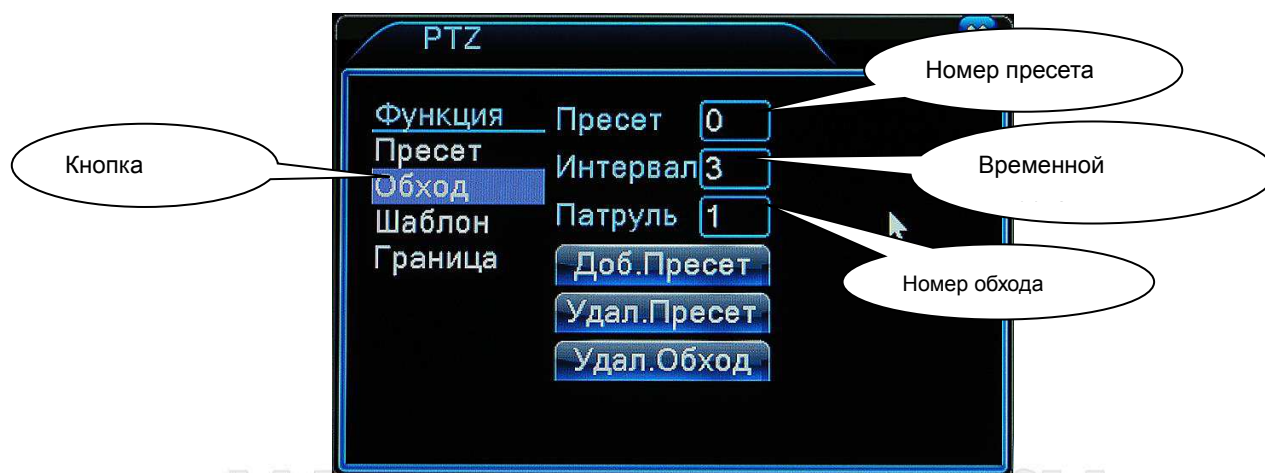 PTZ
Номер пресета
Функция
Пресет 0
Пресет
Интервал 3
Кнопка
Временной
Обход
Шаблон
Патруль 1
Граница
Доб.Пресет
Номер обхода
Удал.Пресет
Удал.Обход